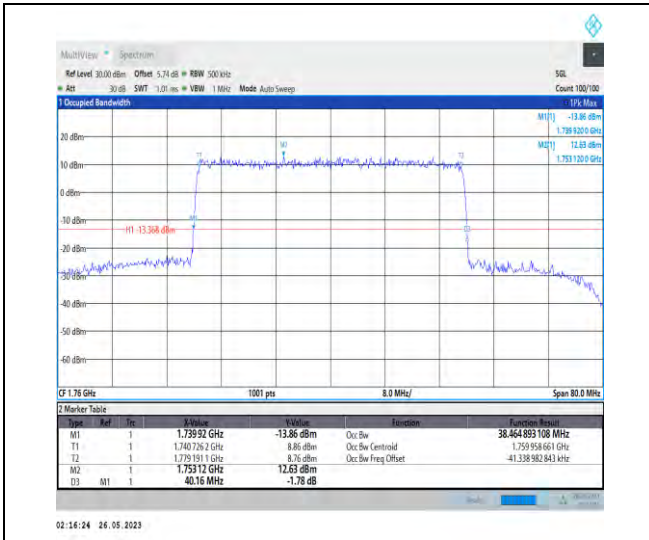 MultiView Spectrum
Ref Level 30.00 dBm Offset 5.74 dB RBW 500 kHz SGL
Att 30 dB SWT 1.01 ms VBW 1 MHz Mode Auto Sweep Count 100/100
1 Occupied Bandwidth 1Pk Max
M1[1] -13.86 dBm
1.739 920 0 GHz
M2[1] 12.63 dBm
1.753 120 0 GHz
20 dBm
10 dBm
0 dBm
-10 dBm
H1 -13.368 dBm
-20 dBm
-30 dBm
-40 dBm
-50 dBm
-60 dBm
T1
M2
T2
M1
CF 1.76 GHz 1001 pts 8.0 MHz/ Span 80.0 MHz
2 Marker Table
Type Ref Trc X-Value Y-Value Function Function Result
M1 1 1.739 92 GHz -13.86 dBm Occ Bw 38.464 893 108 MHz
T1 1 1.740 726 2 GHz 8.86 dBm Occ Bw Centroid 1.759 958 661 GHz
T2 1 1.779 191 1 GHz 8.76 dBm Occ Bw Freq Offset -41.338 982 843 kHz
M2 1 1.753 12 GHz 12.63 dBm
D3 M1 1 40.16 MHz -1.78 dB
02:16:24 26.05.2023